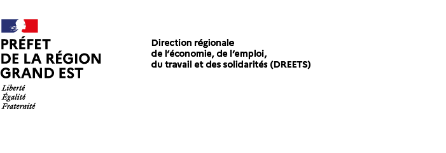 PRÉFET
DE LA RÉGION
GRAND EST
Liberté
Égalité
Fraternité
Direction régionale
de l'économie, de l'emploi,
du travail et des solidarités (DREETS)